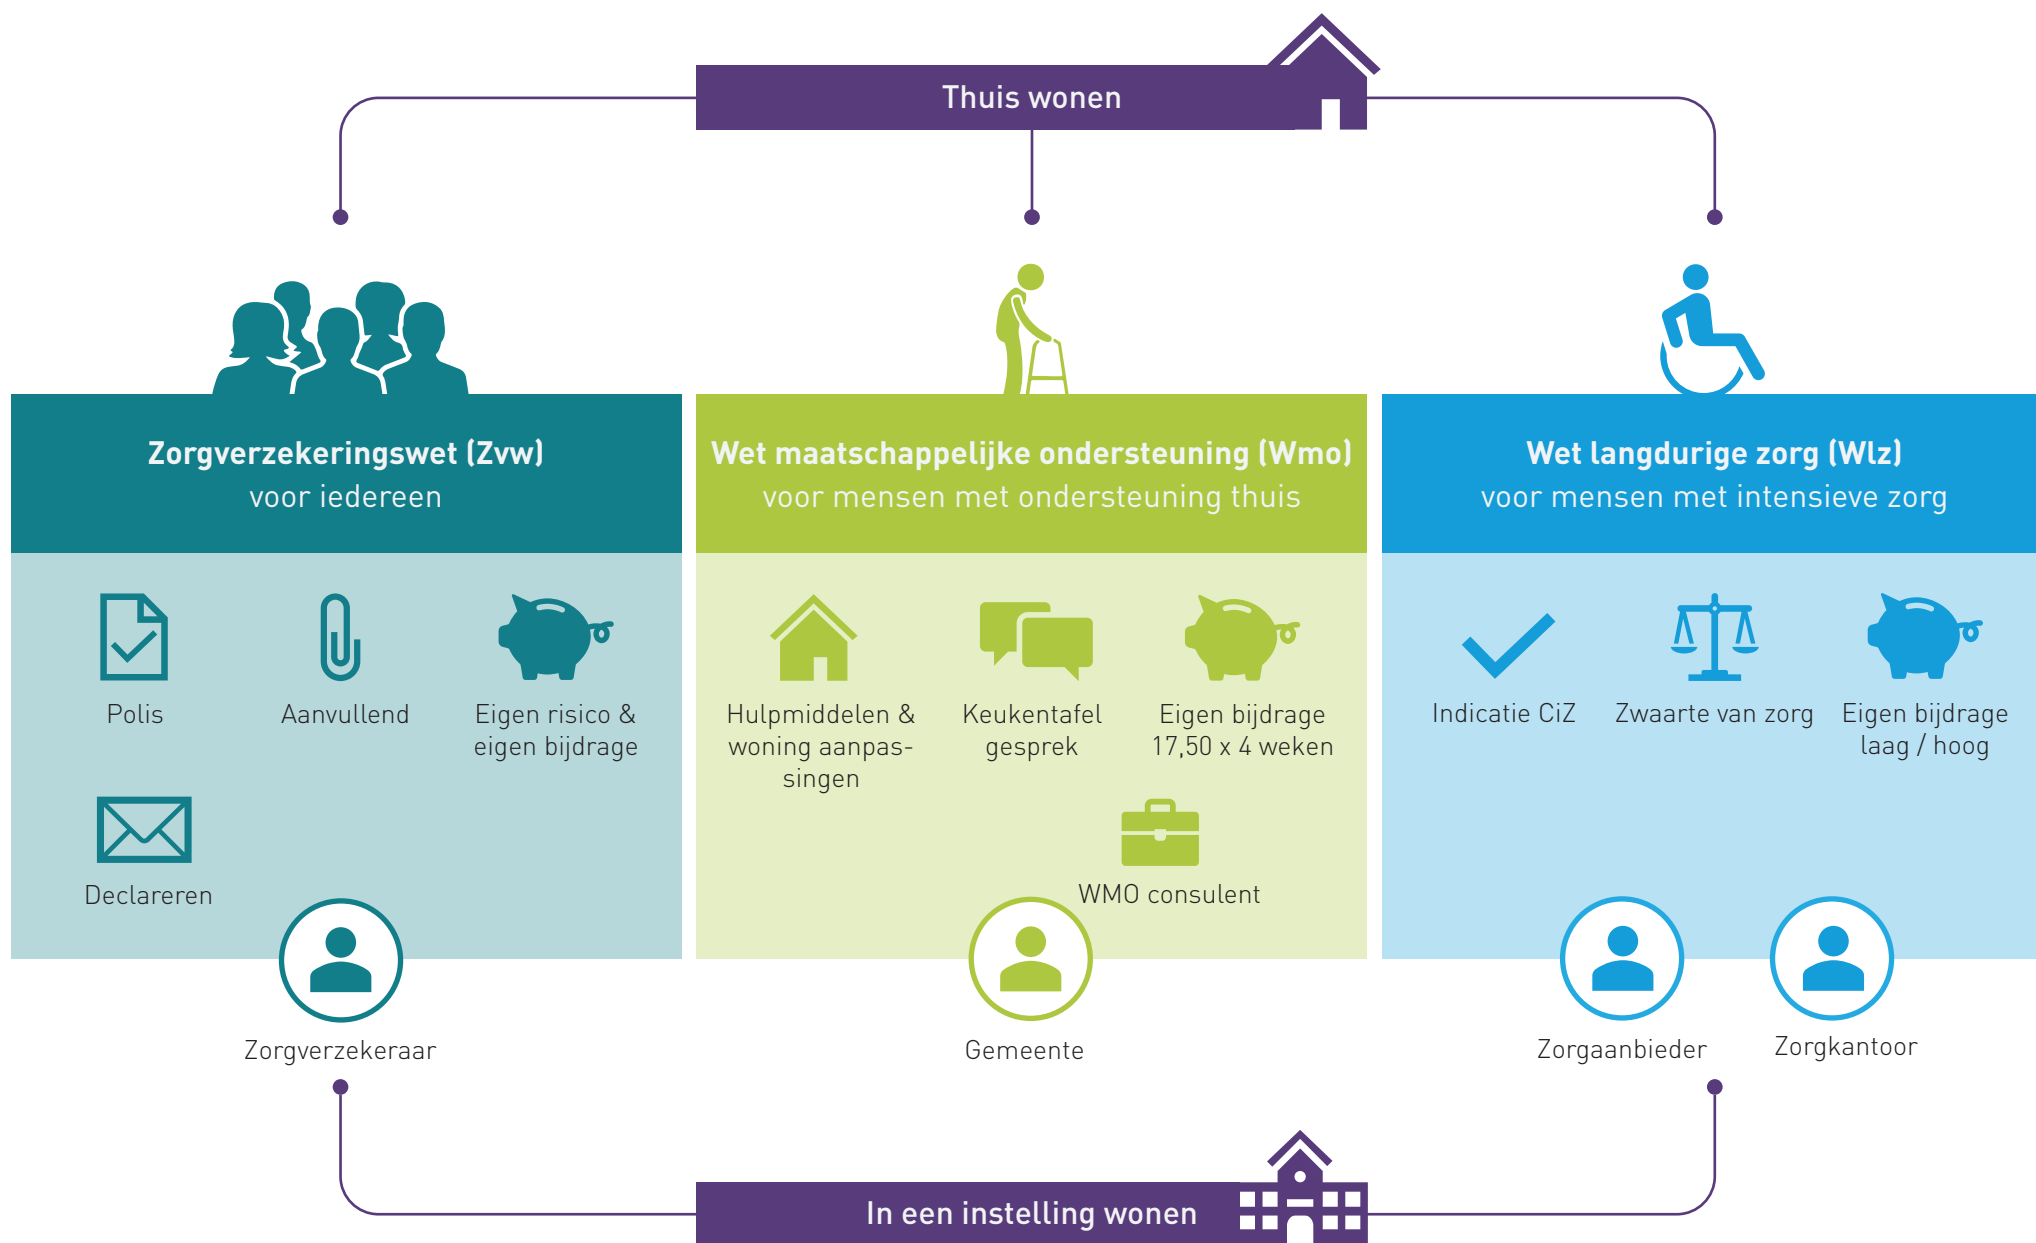 Thuis wonen
Zorgverzekeringswet (Zvw)
voor iedereen
Polis
Aanvullend
Eigen risico &
eigen bijdrage
Declareren
Zorgverzekeraar
Wet maatschappelijke ondersteuning (Wmo)
voor mensen met ondersteuning thuis
Hulpmiddelen &
woning aanpas-
singen
Keukentafel
gesprek
Eigen bijdrage
17,50 x 4 weken
WMO consulent
Gemeente
Wet langdurige zorg (Wlz)
voor mensen met intensieve zorg
Indicatie CiZ
Zwaarte van zorg
Eigen bijdrage
laag / hoog
Zorgaanbieder
Zorgkantoor
In een instelling wonen